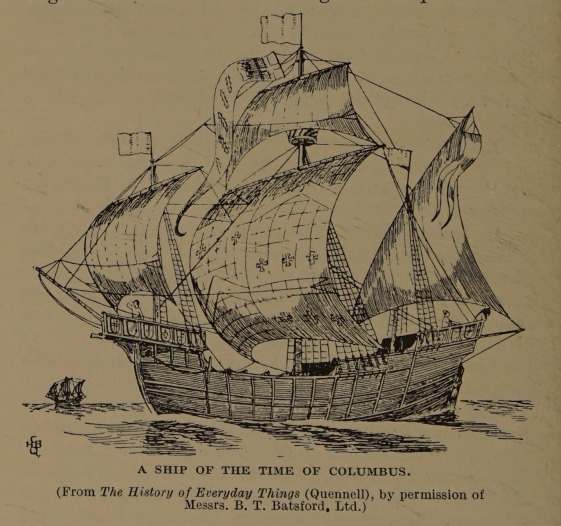 A SHIP OF THE TIME OF COLUMBUS.
(From The History of Everyday Things (Quennell), by permission of
Messrs. B. T. Batsford, Ltd.)